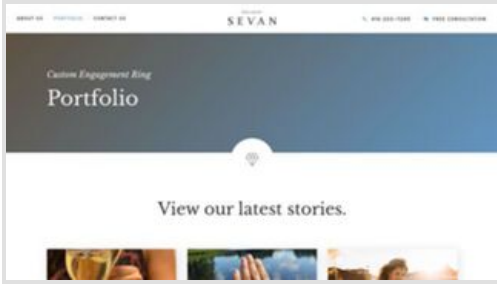 ABOUT US PORTFOLIO CONTACT US
SEVAN
FREE CONSULTATION
Custom Engagement Ring
Portfolio
View our latest stories.